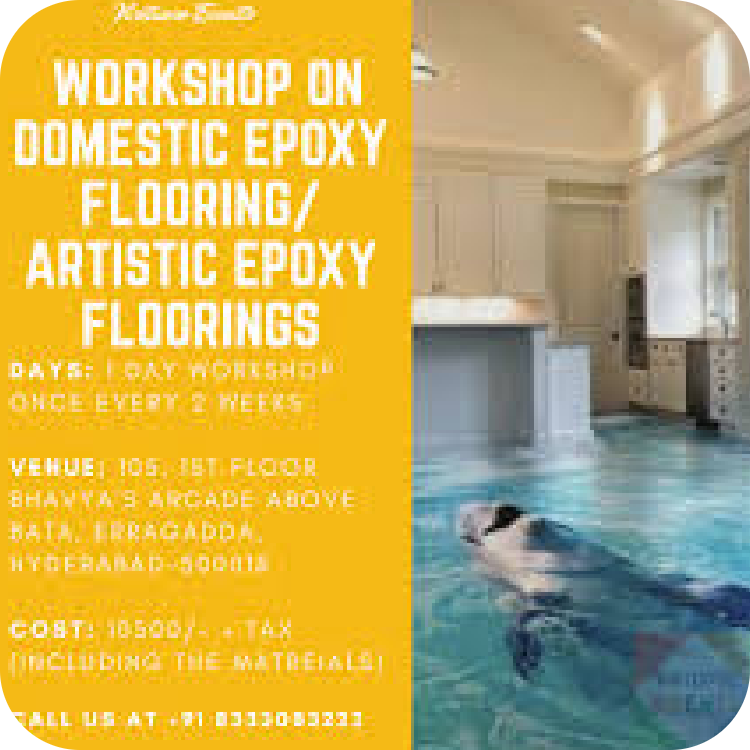 WORKSHOP ON
DOMESTIC EPOXY
FLOORING/
ARTISTIC EPOXY
FLOORINGS
DAYS: 1 DAY WORKSHOP
ONCE EVERY 2 WEEKS
VENUE: 105, 1ST FLOOR
BHAVYA'S ARCADE ABOVE
BATA, ERRAGADDA,
HYDERABAD-500018
COST: 10500/- + TAX
(INCLUDING THE MATREIALS)
CALL US AT +91